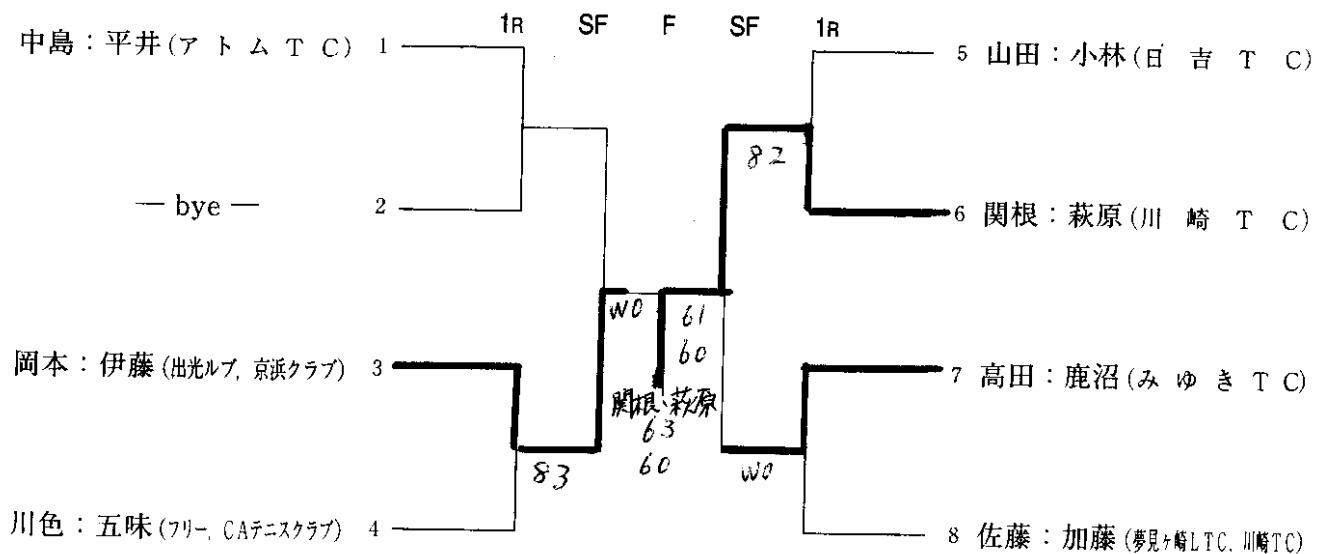 1R SF F SF 1R
中島：平井(アトムTC) 1
5 山田：小林(日吉TC)
82
— bye — 2
6 関根：萩原(川崎TC)
WO 61
60
岡本：伊藤(出光ルブ, 京浜クラブ) 3
7 高田：鹿沼(みゆきTC)
関根・萩原
63
60
83
WO
川色：五味(フリー, CAテニスクラブ) 4
8 佐藤：加藤(夢見ヶ崎LTC, 川崎TC)